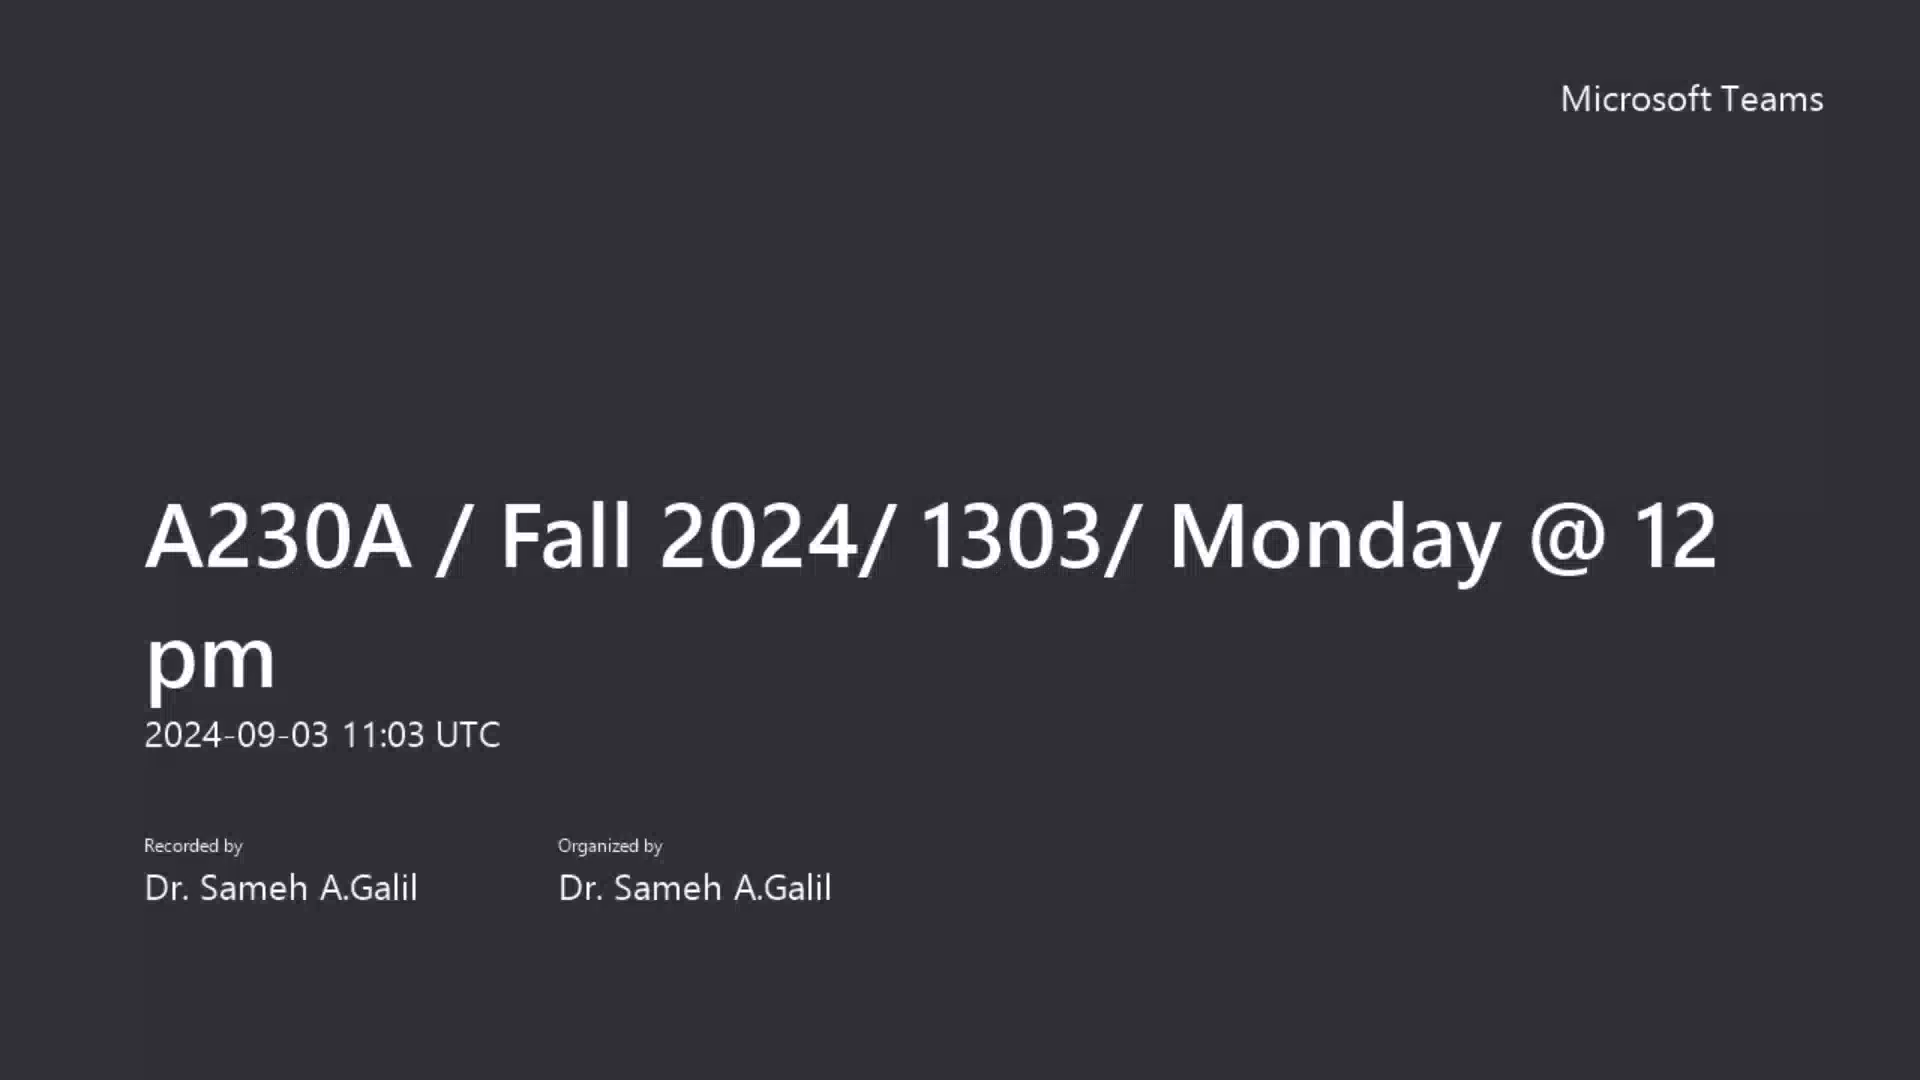 Microsoft Teams
A230A / Fall 2024/ 1303/ Monday @ 12
pm
2024-09-03 11:03 UTC
Recorded by
Organized by
Dr. Sameh A.Galil
Dr. Sameh A.Galil